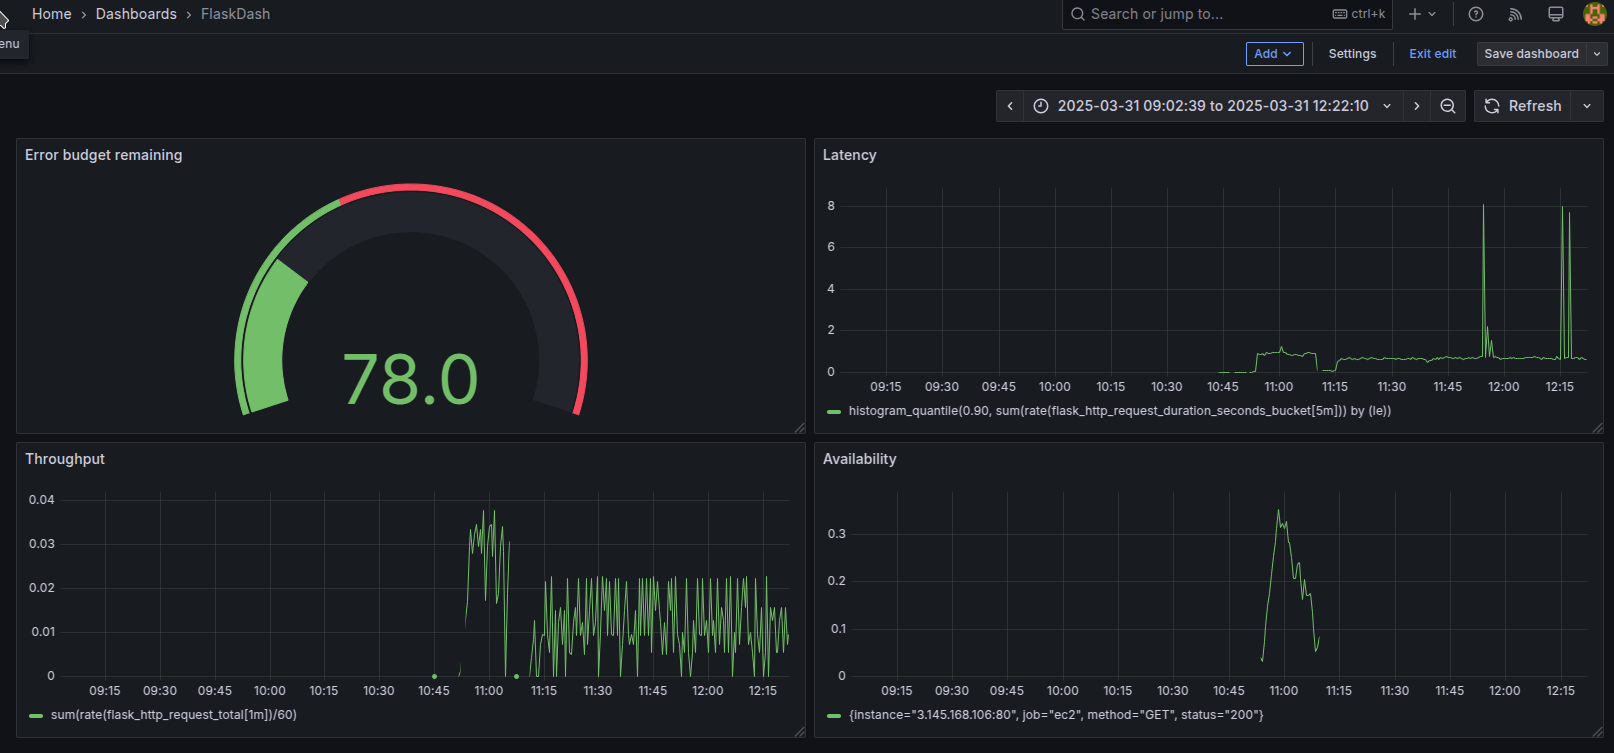 Home › Dashboards › FlaskDash
Search or jump to... ctrl+k
enu
Add Settings Exit edit Save dashboard
2025-03-31 09:02:39 to 2025-03-31 12:22:10 Refresh
Error budget remaining
78.0
Latency
8
6
4
2
0
09:15 09:30 09:45 10:00 10:15 10:30 10:45 11:00 11:15 11:30 11:45 12:00 12:15
histogram_quantile(0.90, sum(rate(flask_http_request_duration_seconds_bucket[5m])) by (le))
Throughput
0.04
0.03
0.02
0.01
0
09:15 09:30 09:45 10:00 10:15 10:30 10:45 11:00 11:15 11:30 11:45 12:00 12:15
sum(rate(flask_http_request_total[1m])/60)
Availability
0.3
0.2
0.1
0
09:15 09:30 09:45 10:00 10:15 10:30 10:45 11:00 11:15 11:30 11:45 12:00 12:15
{instance="3.145.168.106:80", job="ec2", method="GET", status="200"}